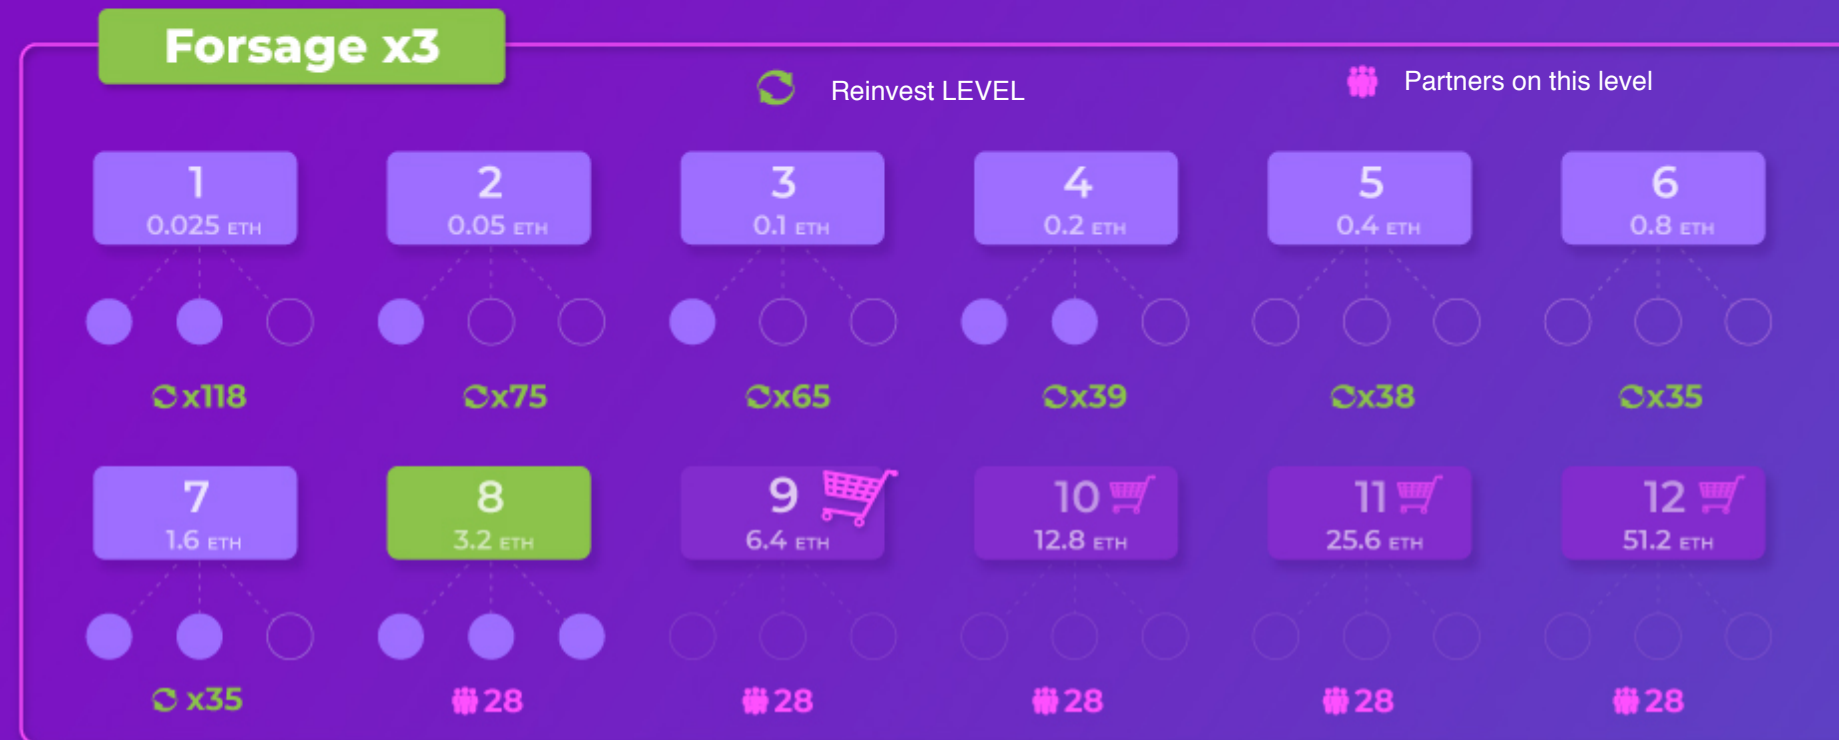 Forsage x3
Reinvest LEVEL
Partners on this level
1
0.025 ETH
2
0.05 ETH
3
0.1 ETH
4
0.2 ETH
5
0.4 ETH
6
0.8 ETH
x118
x75
x65
x39
x38
x35
7
1.6 ETH
8
3.2 ETH
9
6.4 ETH
10
12.8 ETH
11
25.6 ETH
12
51.2 ETH
x35
28
28
28
28
28